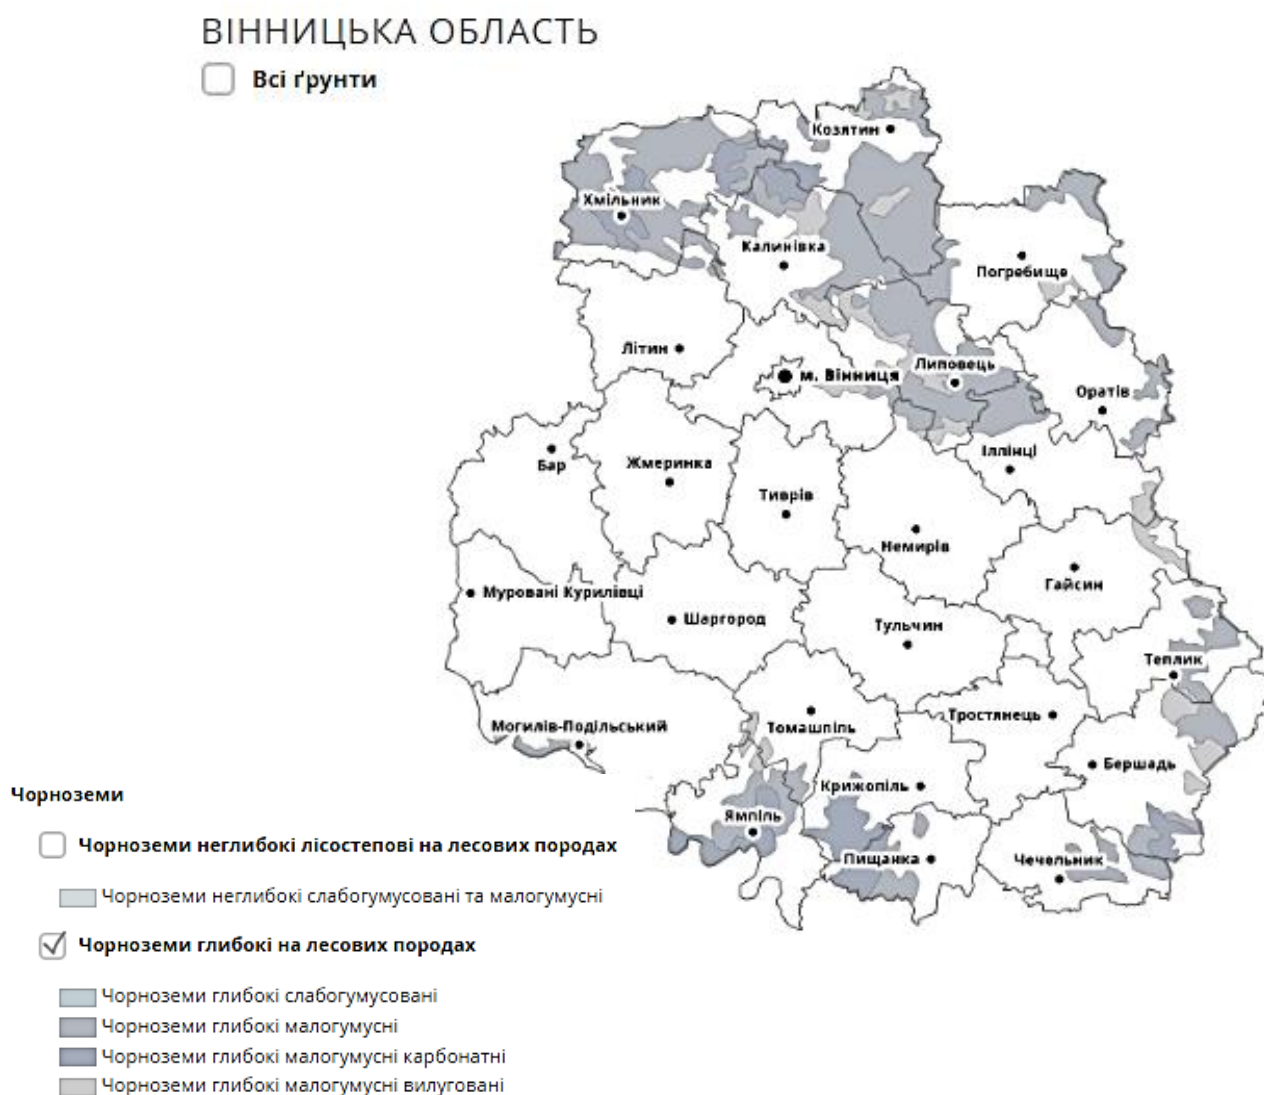 ВІННИЦЬКА ОБЛАСТЬ
Всі ґрунти
Козятин
Хмільник
Калинівка
Погребище
Літин
м. Вінниця
Липовець
Оратів
Бар
Жмеринка
Іллінці
Тиврів
Немирів
Гайсин
Муровані Курилівці
Шаргород
Тульчин
Теплик
Могилів-Подільський
Томашпіль
Тростянець
Бершадь
Крижопіль
Ямпіль
Піщанка
Чечельник
Чорноземи
Чорноземи неглибокі лісостепові на лесових породах
Чорноземи неглибокі слабогумусовані та малогумусні
Чорноземи глибокі на лесових породах
Чорноземи глибокі слабогумусовані
Чорноземи глибокі малогумусні
Чорноземи глибокі малогумусні карбонатні
Чорноземи глибокі малогумусні вилуговані